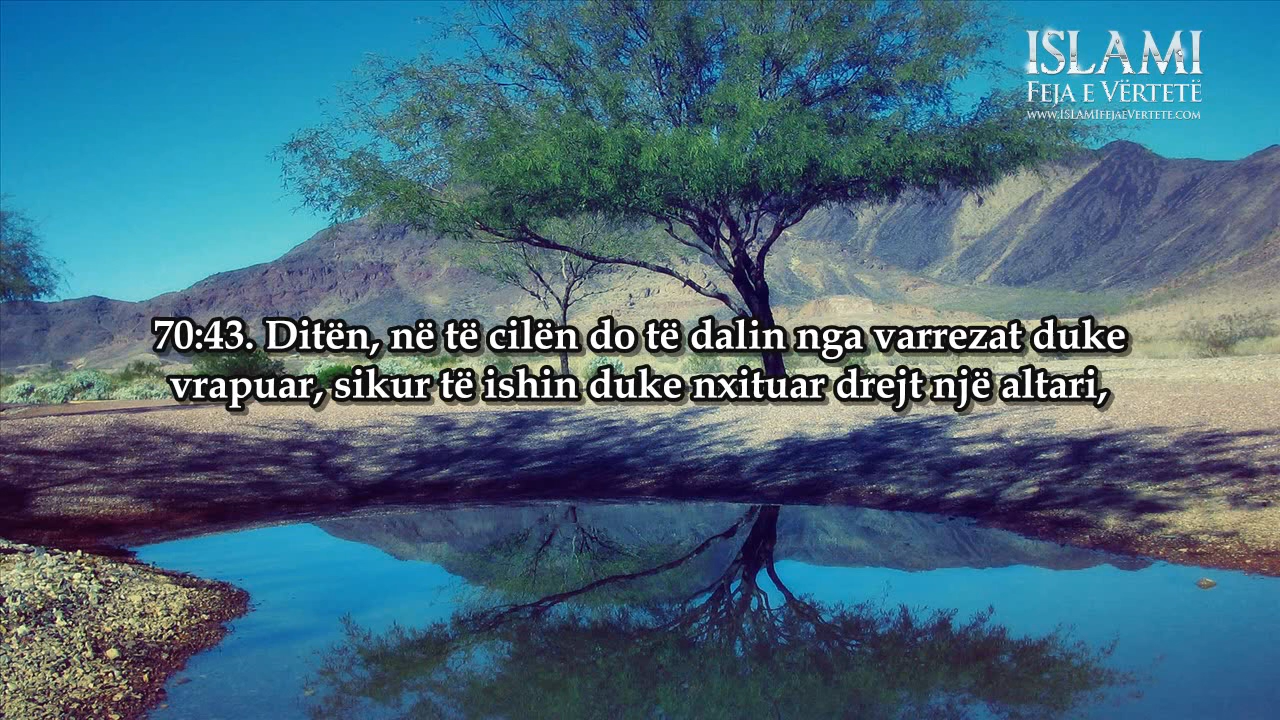 ISLAMI
FEJA E VËRTETË
WWW.ISLAMIFEJAEVERTETE.COM
70:43. Ditën, në të cilën do të dalin nga varrezat duke
vrapuar, sikur të ishin duke nxituar drejt një altari,